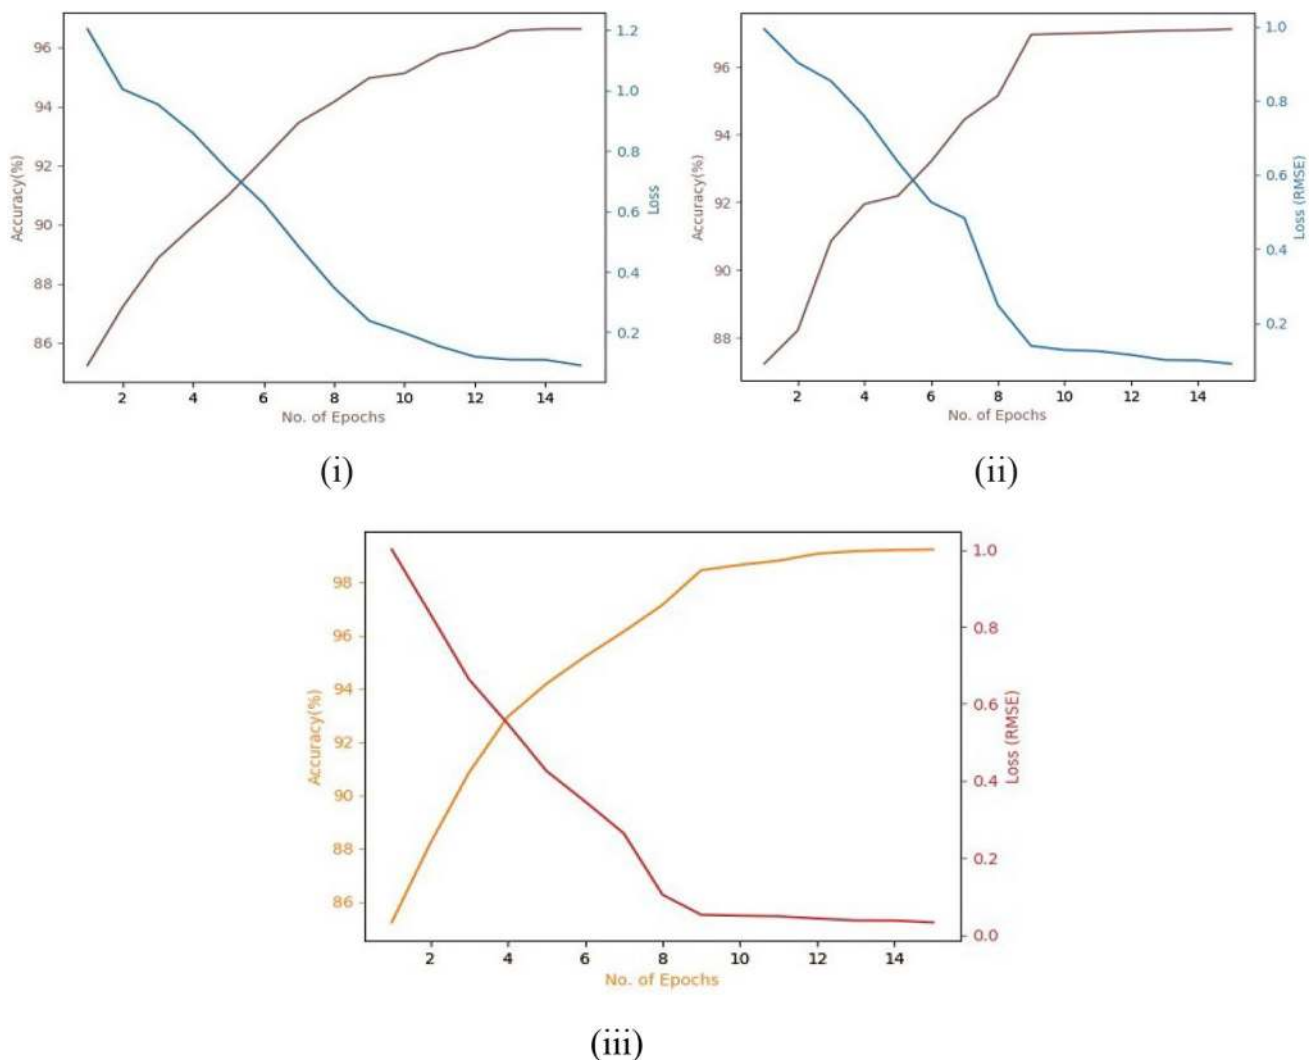 96
94
92
90
88
86
Accuracy(%)
1.2
1.0
0.8
0.6
0.4
0.2
Loss
2 4 6 8 10 12 14
No. of Epochs
(i)
96
94
92
90
88
Accuracy(%)
1.0
0.8
0.6
0.4
0.2
Loss (RMSE)
2 4 6 8 10 12 14
No. of Epochs
(ii)
98
96
94
92
90
88
86
Accuracy(%)
1.0
0.8
0.6
0.4
0.2
0.0
Loss (RMSE)
2 4 6 8 10 12 14
No. of Epochs
(iii)